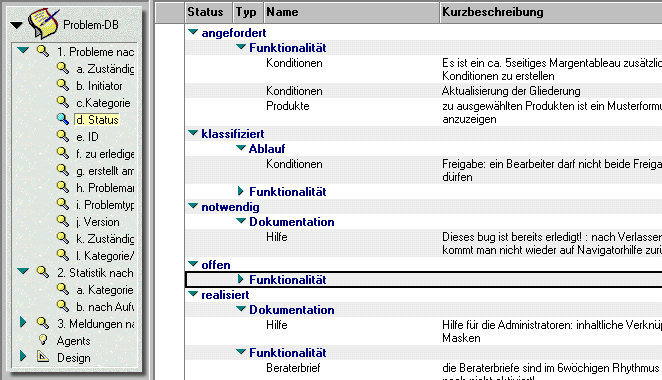 Problem-DB
1. Probleme nac
a. Zuständig
b. Initiator
c.Kategorie
d. Status
e. ID
f. zu erledige
g. erstellt am
h. Problemar
i. Problemtyp
j. Version
k. Zuständig
l. Kategorie/
2. Statistik nach
a. Kategorie
b. nach Aufw
3. Meldungen na
Agents
Design
Status Typ Name Kurzbeschreibung
angefordert
Funktionalität
Konditionen Es ist ein ca. 5seitiges Margentableau zusätzlic
Konditionen zu erstellen
Konditionen Aktualisierung der Gliederung
Produkte zu ausgewählten Produkten ist ein Musterformu
anzuzeigen
klassifiziert
Ablauf
Konditionen Freigabe: ein Bearbeiter darf nicht beide Freiga
dürfen
Funktionalität
notwendig
Dokumentation
Hilfe Dieses bug ist bereits erledigt! : nach Verlasser
kommt man nicht wieder auf Navigatorhilfe zurü
offen
Funktionalität
realisiert
Dokumentation
Hilfe Hilfe für die Administratoren: inhaltliche Verknüp
Masken
Funktionalität
Beraterbrief die Beraterbriefe sind im 6wöchigen Rhythmus